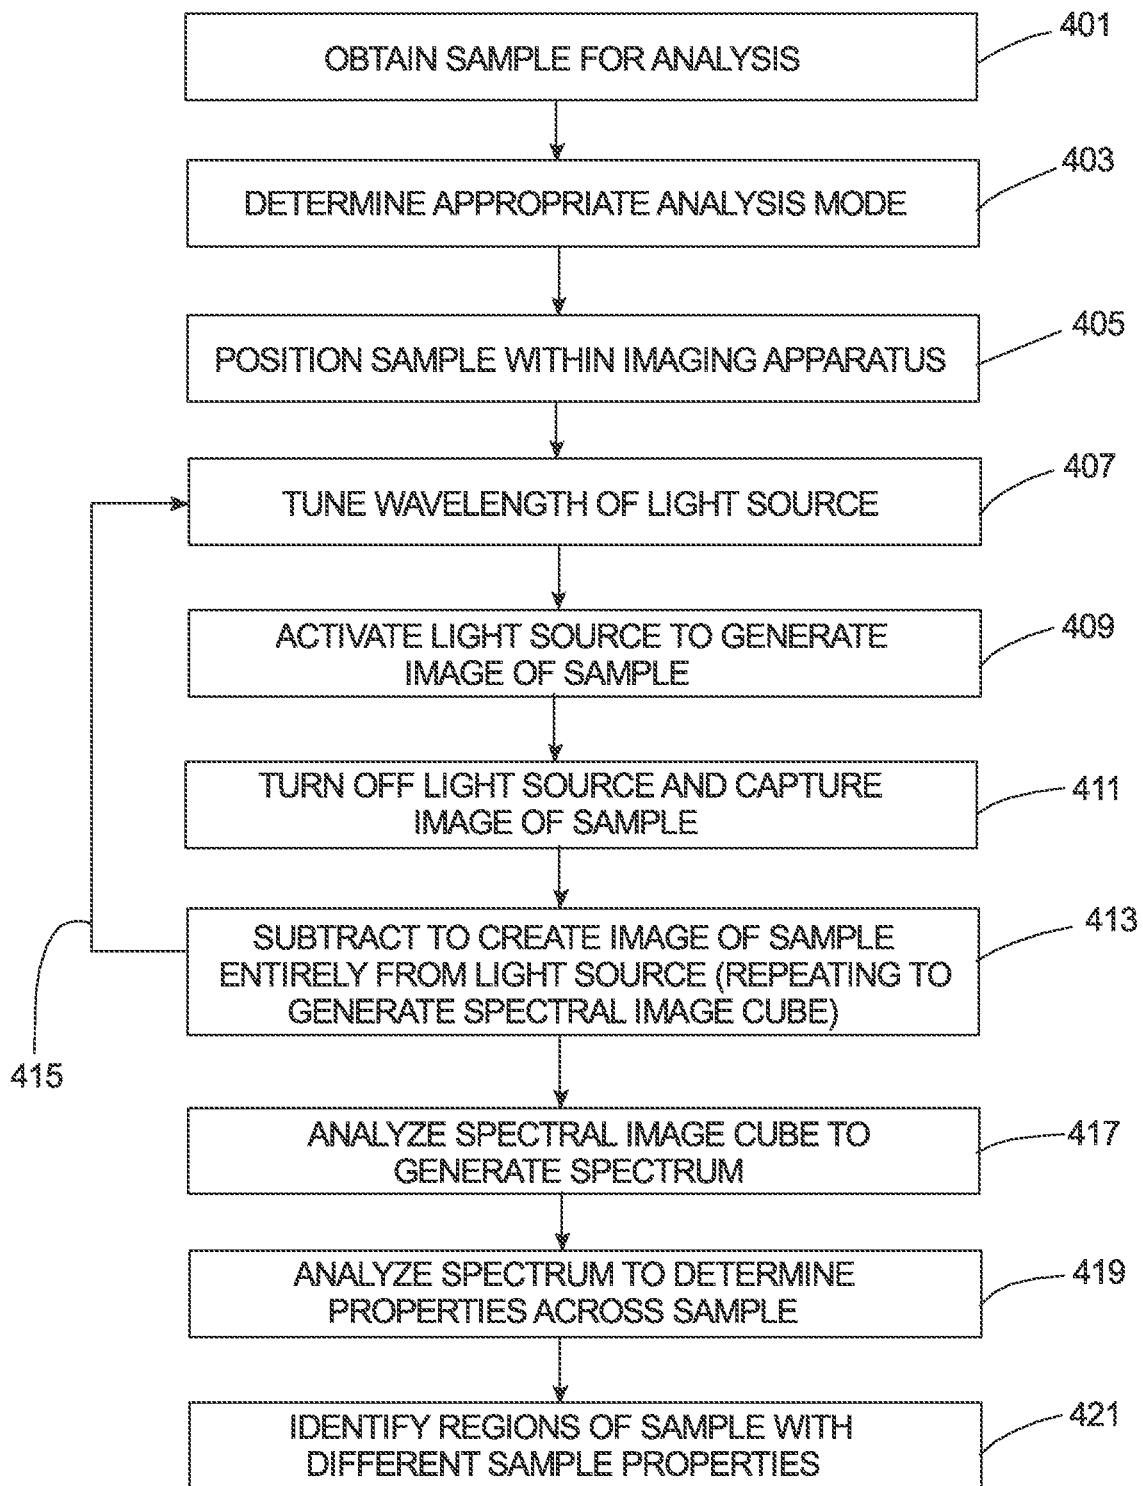 401
OBTAIN SAMPLE FOR ANALYSIS
403
DETERMINE APPROPRIATE ANALYSIS MODE
405
POSITION SAMPLE WITHIN IMAGING APPARATUS
407
TUNE WAVELENGTH OF LIGHT SOURCE
409
ACTIVATE LIGHT SOURCE TO GENERATE
IMAGE OF SAMPLE
411
TURN OFF LIGHT SOURCE AND CAPTURE
IMAGE OF SAMPLE
413
SUBTRACT TO CREATE IMAGE OF SAMPLE
ENTIRELY FROM LIGHT SOURCE (REPEATING TO
GENERATE SPECTRAL IMAGE CUBE)
415
417
ANALYZE SPECTRAL IMAGE CUBE TO
GENERATE SPECTRUM
419
ANALYZE SPECTRUM TO DETERMINE
PROPERTIES ACROSS SAMPLE
421
IDENTIFY REGIONS OF SAMPLE WITH
DIFFERENT SAMPLE PROPERTIES